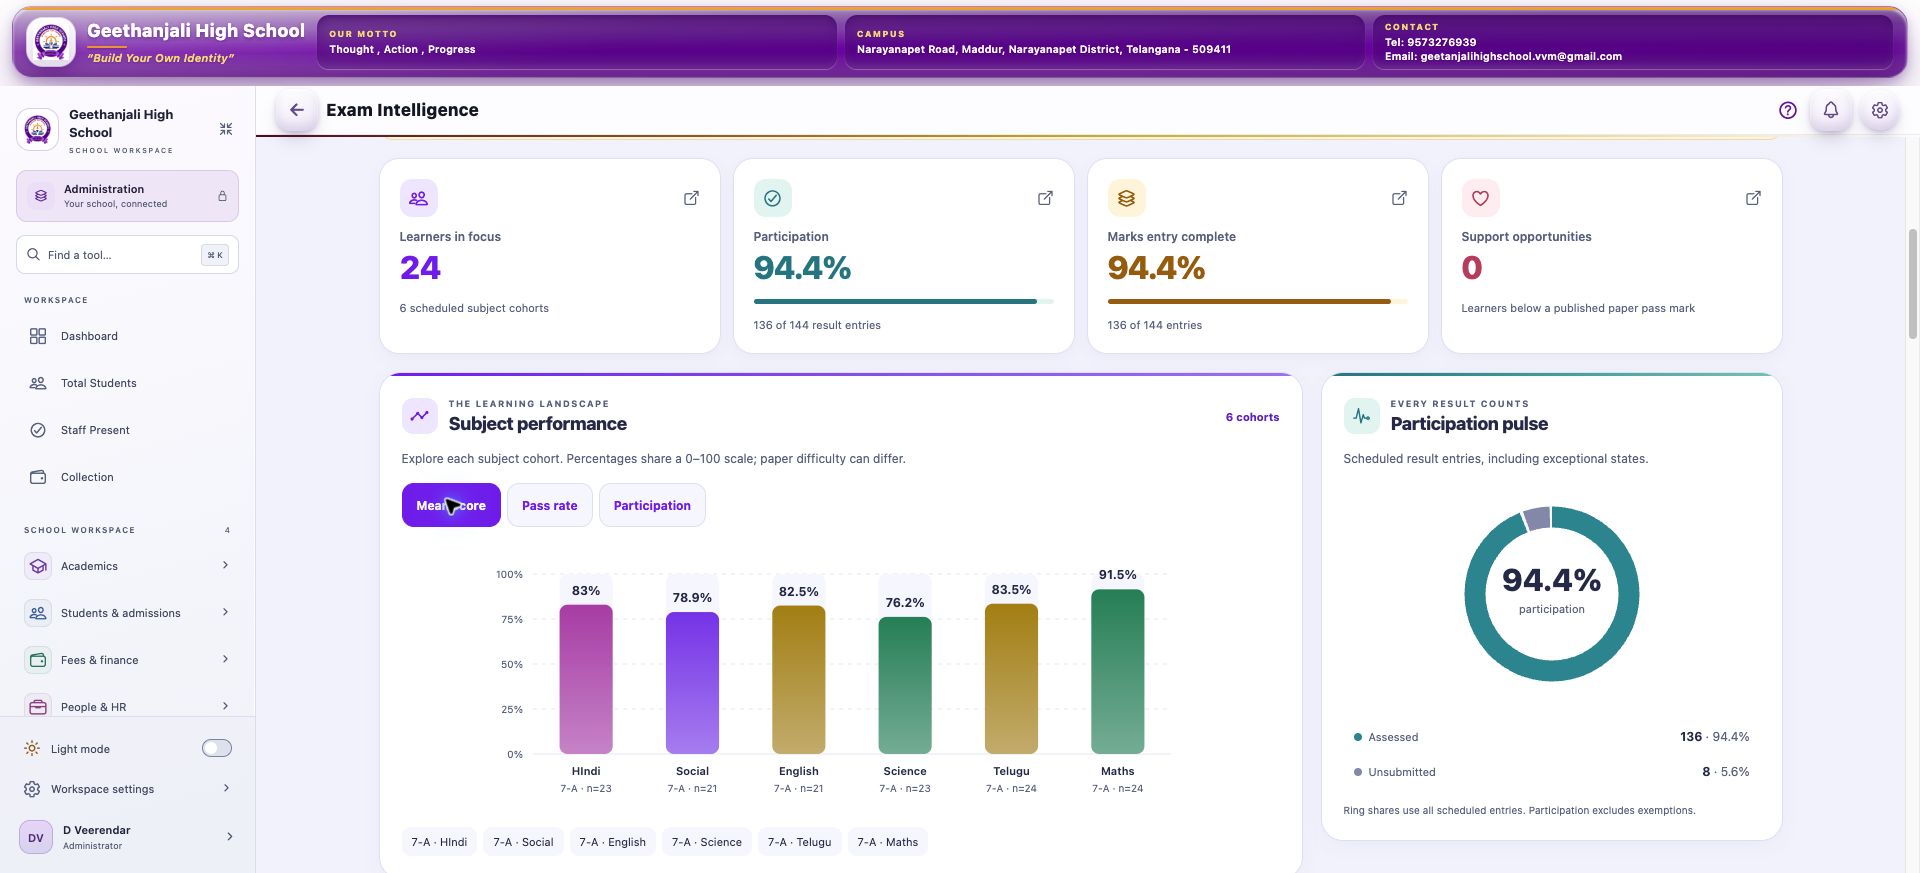 Geethanjali High School
"Build Your Own Identity"
OUR MOTTO
Thought , Action , Progress
CAMPUS
Narayanapet Road, Maddur, Narayanapet District, Telangana - 509411
CONTACT
Tel: 9573276939
Email: geetanjalihighschool.vvm@gmail.com
Geethanjali High
School
SCHOOL WORKSPACE
Administration
Your school, connected
Find a tool...
⌘ K
WORKSPACE
Dashboard
Total Students
Staff Present
Collection
SCHOOL WORKSPACE 4
Academics
Students & admissions
Fees & finance
People & HR
Light mode
Workspace settings
DV
D Veerendar
Administrator
Exam Intelligence
Learners in focus
24
6 scheduled subject cohorts
Participation
94.4%
136 of 144 result entries
Marks entry complete
94.4%
136 of 144 entries
Support opportunities
0
Learners below a published paper pass mark
THE LEARNING LANDSCAPE
Subject performance
6 cohorts
Explore each subject cohort. Percentages share a 0–100 scale; paper difficulty can differ.
Pass rate
Participation
100%
75%
50%
25%
0%
83%
78.9%
82.5%
76.2%
83.5%
91.5%
HIndi
Social
English
Science
Telugu
Maths
7-A · n=23
7-A · n=21
7-A · n=21
7-A · n=23
7-A · n=24
7-A · n=24
7-A · HIndi
7-A · Social
7-A · English
7-A · Science
7-A · Telugu
7-A · Maths
EVERY RESULT COUNTS
Participation pulse
Scheduled result entries, including exceptional states.
94.4%
participation
Assessed
136 · 94.4%
Unsubmitted
8 · 5.6%
Ring shares use all scheduled entries. Participation excludes exemptions.